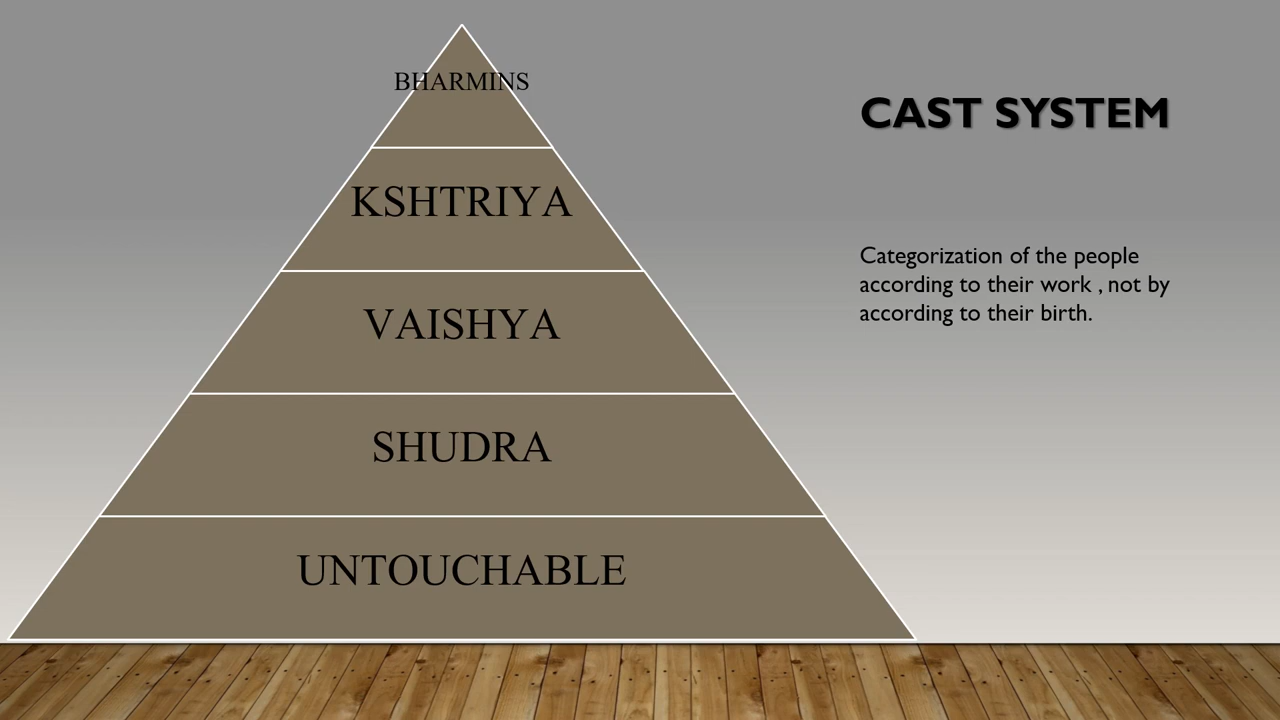 BHARMINS
KSHTRIYA
VAISHYA
SHUDRA
UNTOUCHABLE
CAST SYSTEM
Categorization of the people
according to their work , not by
according to their birth.